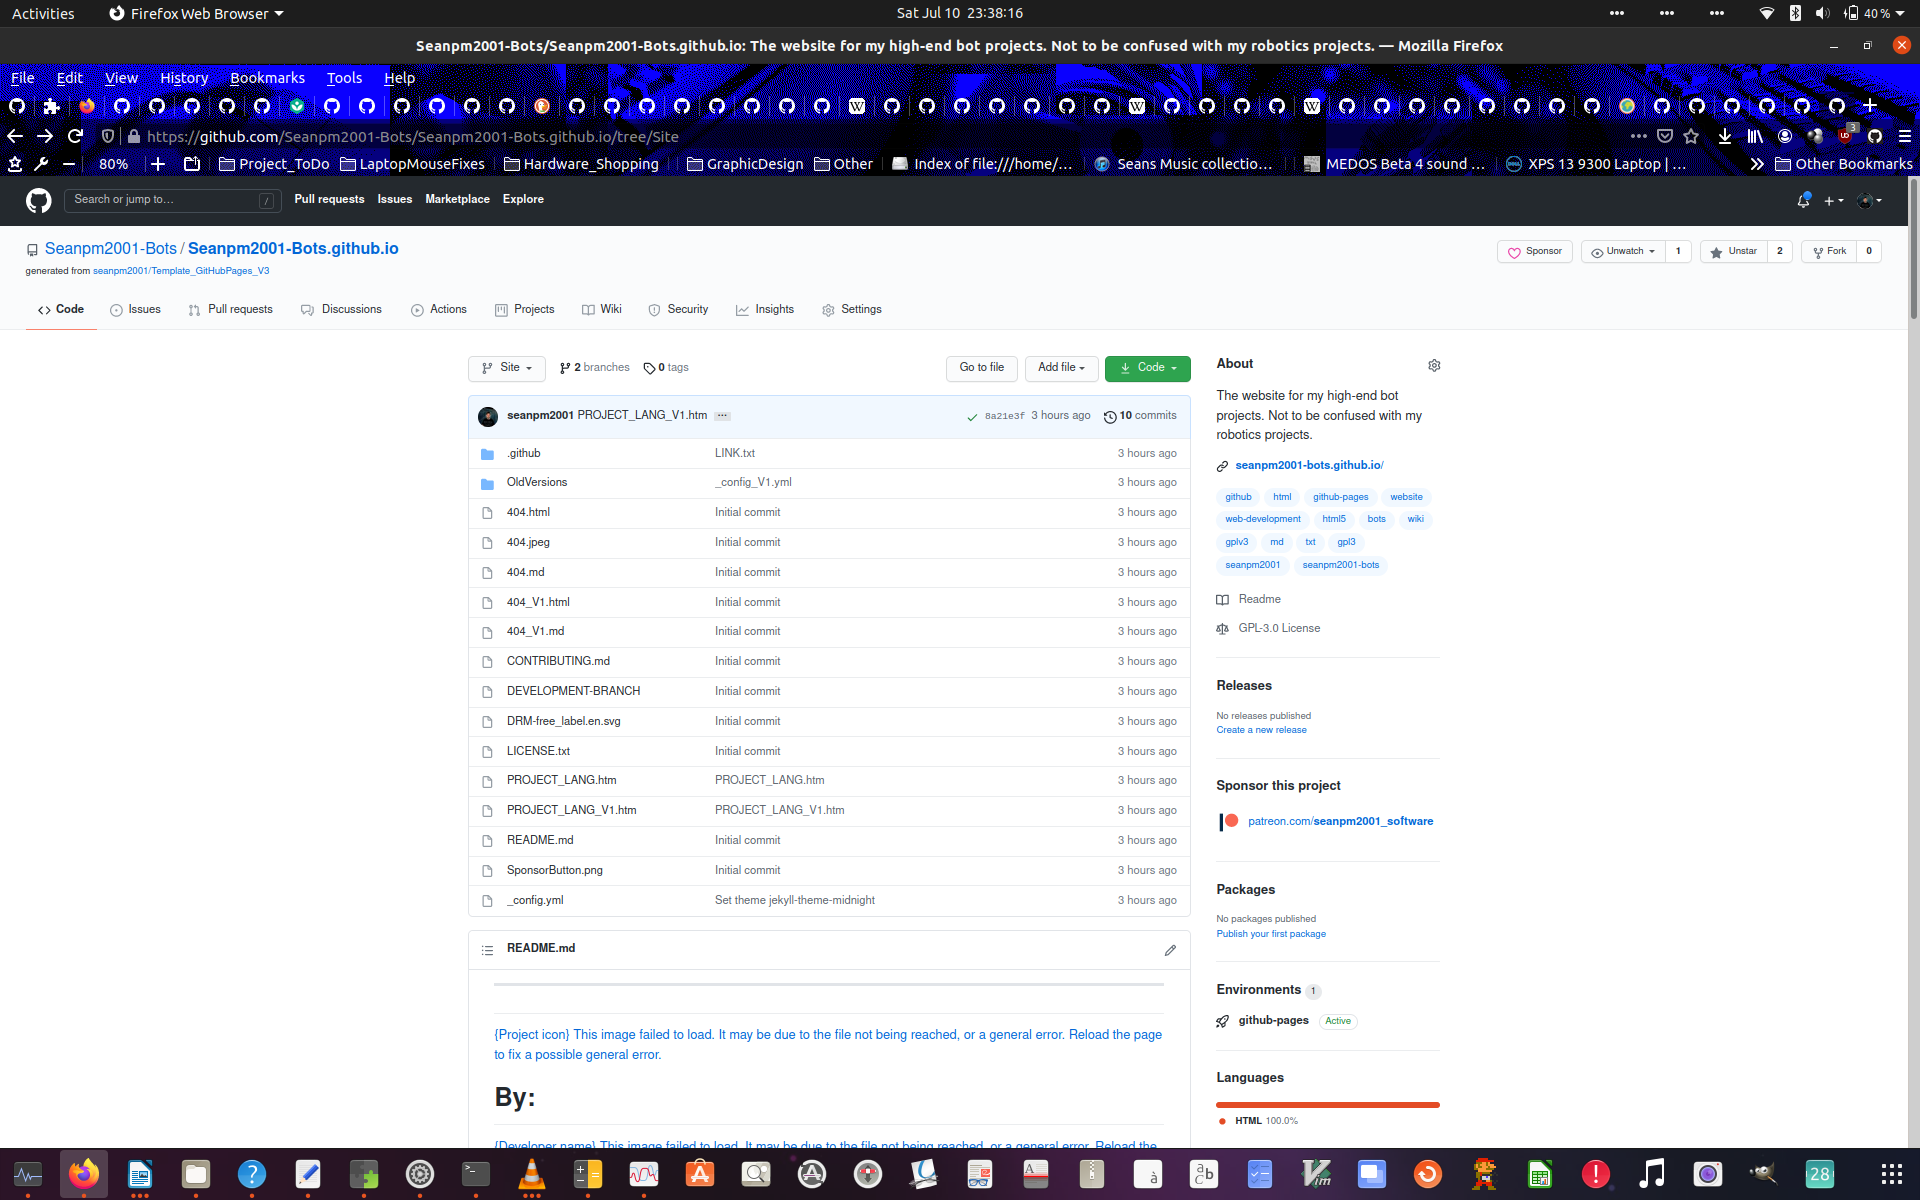 Activities
Firefox Web Browser
Sat Jul 10 23:38:16
40 %
Seanpm2001-Bots/Seanpm2001-Bots.github.io: The website for my high-end bot projects. Not to be confused with my robotics projects. — Mozilla Firefox
File Edit View History Bookmarks Tools Help
https://github.com/Seanpm2001-Bots/Seanpm2001-Bots.github.io/tree/Site
3
80%
Project_ToDo
LaptopMouseFixes
Hardware_Shopping
GraphicDesign
Other
Index of file:///home/...
Seans Music collectio...
MEDOS Beta 4 sound ...
XPS 13 9300 Laptop | ...
Other Bookmarks
Search or jump to...
/
Pull requests Issues Marketplace Explore
Seanpm2001-Bots / Seanpm2001-Bots.github.io
generated from seanpm2001/Template_GitHubPages_V3
Sponsor
Unwatch 1
Unstar 2
Fork 0
Code
Issues
Pull requests
Discussions
Actions
Projects
Wiki
Security
Insights
Settings
Site
2 branches
0 tags
Go to file
Add file
Code
seanpm2001 PROJECT_LANG_V1.htm ...
8a21e3f 3 hours ago
10 commits
.github LINK.txt 3 hours ago
OldVersions _config_V1.yml 3 hours ago
404.html Initial commit 3 hours ago
404.jpeg Initial commit 3 hours ago
404.md Initial commit 3 hours ago
404_V1.html Initial commit 3 hours ago
404_V1.md Initial commit 3 hours ago
CONTRIBUTING.md Initial commit 3 hours ago
DEVELOPMENT-BRANCH Initial commit 3 hours ago
DRM-free_label.en.svg Initial commit 3 hours ago
LICENSE.txt Initial commit 3 hours ago
PROJECT_LANG.htm PROJECT_LANG.htm 3 hours ago
PROJECT_LANG_V1.htm PROJECT_LANG_V1.htm 3 hours ago
README.md Initial commit 3 hours ago
SponsorButton.png Initial commit 3 hours ago
_config.yml Set theme jekyll-theme-midnight 3 hours ago
README.md
{Project icon} This image failed to load. It may be due to the file not being reached, or a general error. Reload the page
to fix a possible general error.
By:
{Developer name} This image failed to load. It may be due to the file not being reached, or a general error. Reload the
About
The website for my high-end bot
projects. Not to be confused with my
robotics projects.
seanpm2001-bots.github.io/
github html github-pages website
web-development html5 bots wiki
gplv3 md txt gpl3
seanpm2001 seanpm2001-bots
Readme
GPL-3.0 License
Releases
No releases published
Create a new release
Sponsor this project
patreon.com/seanpm2001_software
Packages
No packages published
Publish your first package
Environments 1
github-pages Active
Languages
HTML 100.0%
28